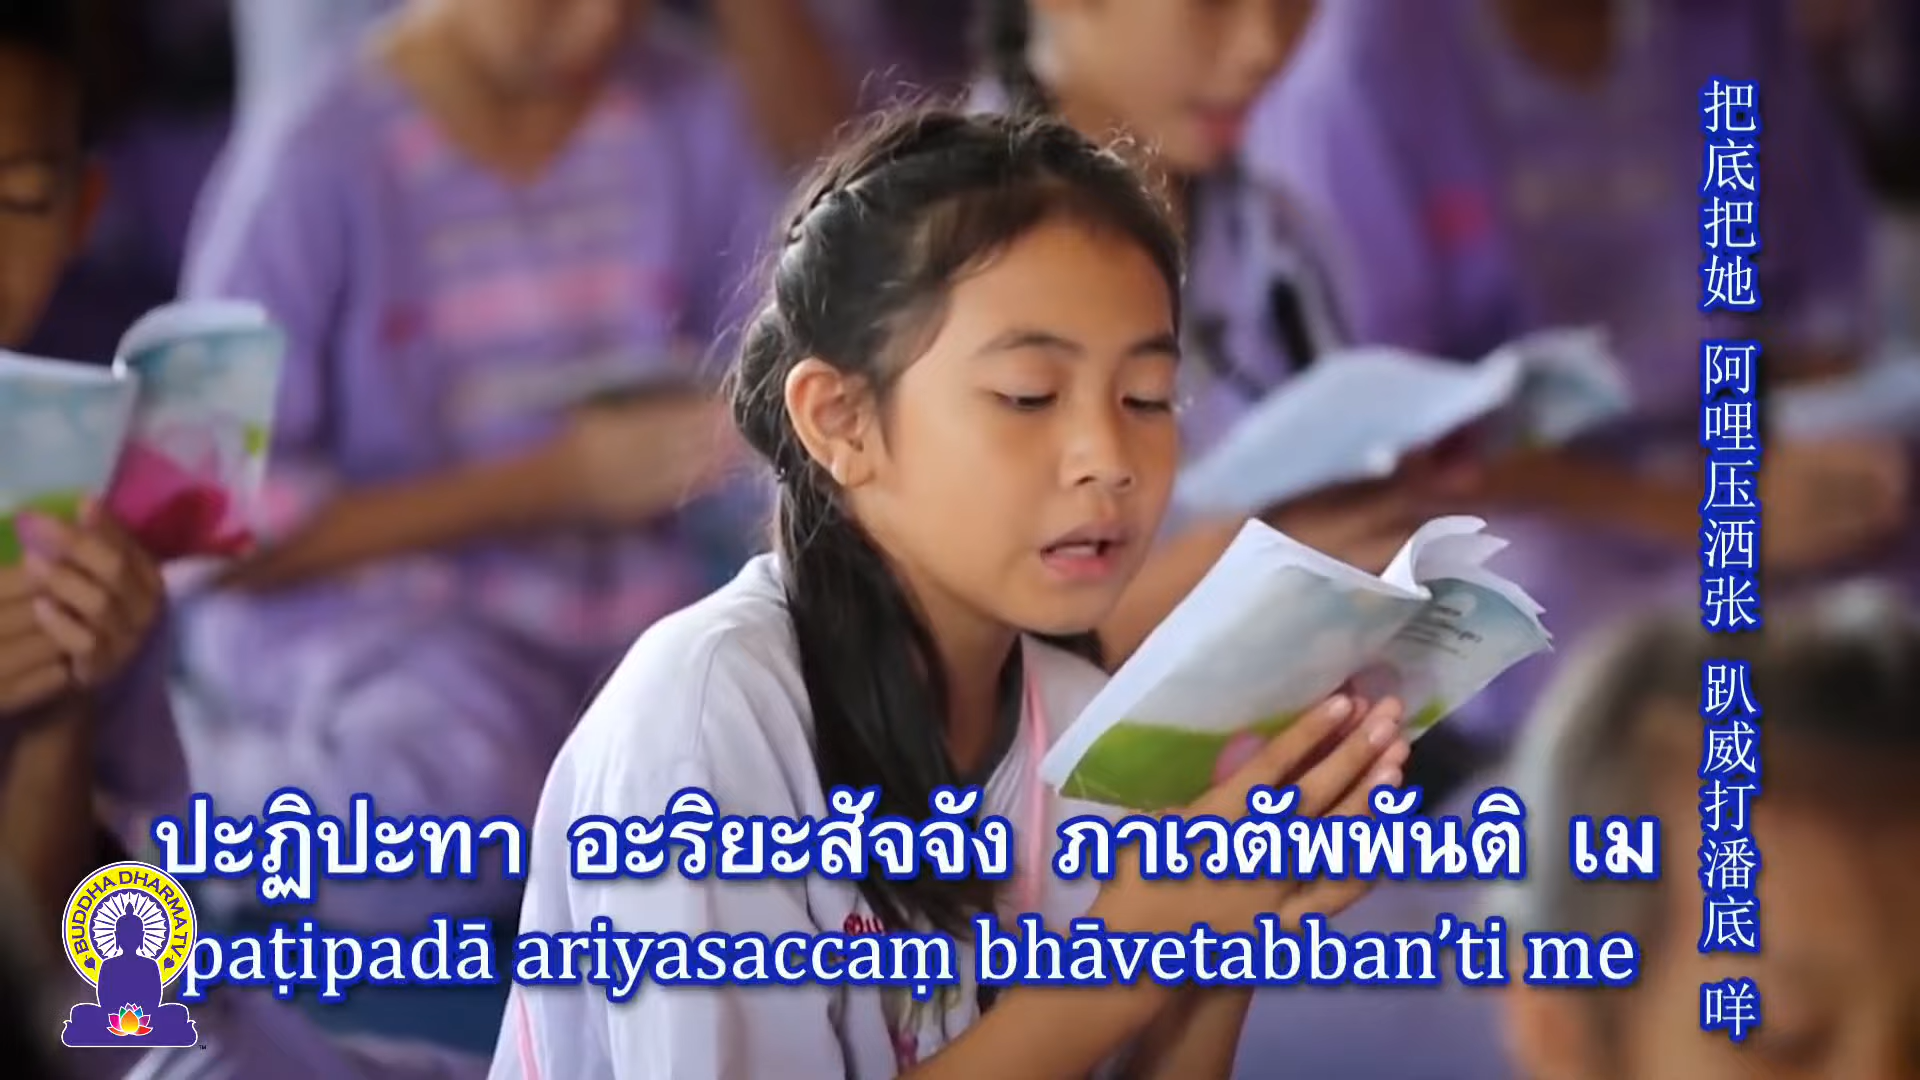 ปะฏิปะทา อะริยะสัจจัง ภาเวตัพพันติ เม
paṭipadā ariyasaccaṃ bhāvetabban’ti me
把底把她 阿哩压洒张 趴威打潘底 咩
BUDDHA DHARMA TV
TM